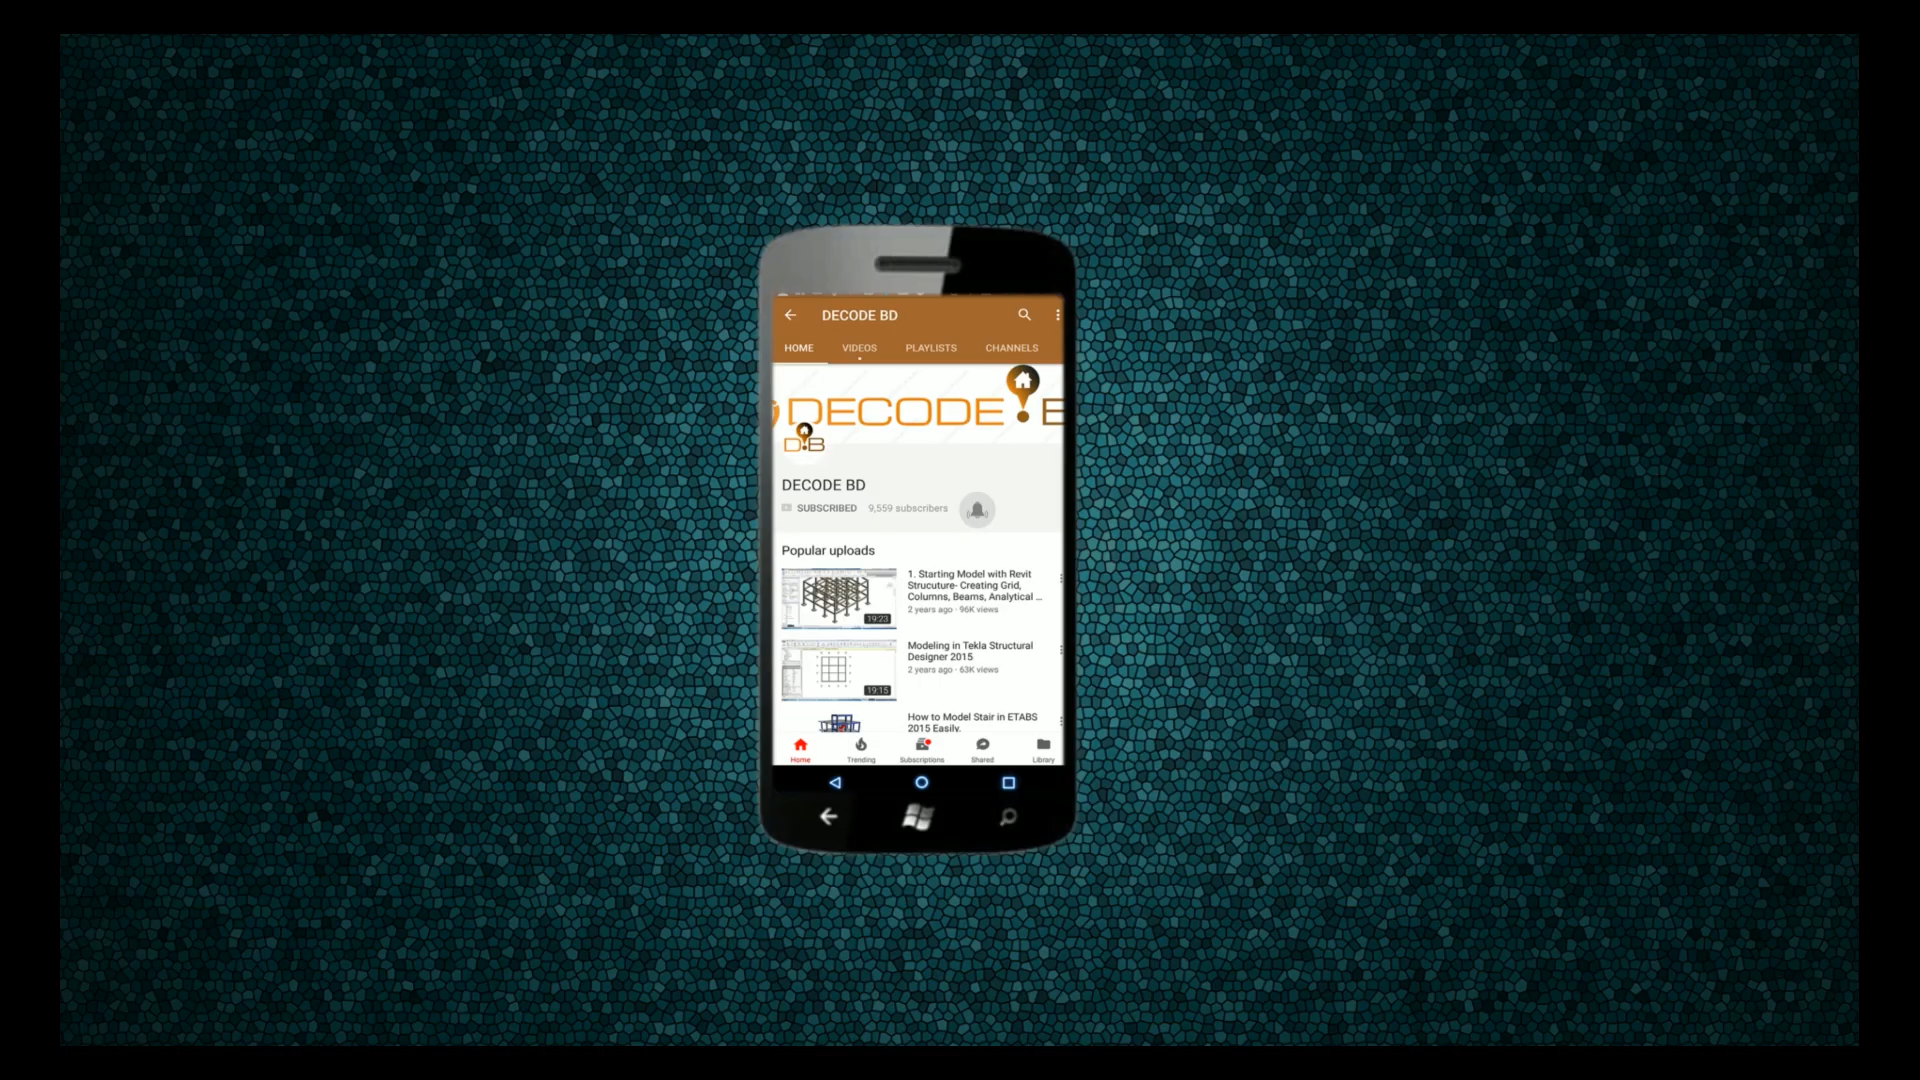 DECODE BD
HOME VIDEOS PLAYLISTS CHANNELS
DECODE E
D B
DECODE BD
SUBSCRIBED 9,559 subscribers
Popular uploads
1. Starting Model with Revit
Strucuture- Creating Grid,
Columns, Beams, Analytical ...
2 years ago · 96K views
19:23
Modeling in Tekla Structural
Designer 2015
2 years ago · 63K views
19:15
How to Model Stair in ETABS
2015 Easily.
Home Trending Subscriptions Shared Library